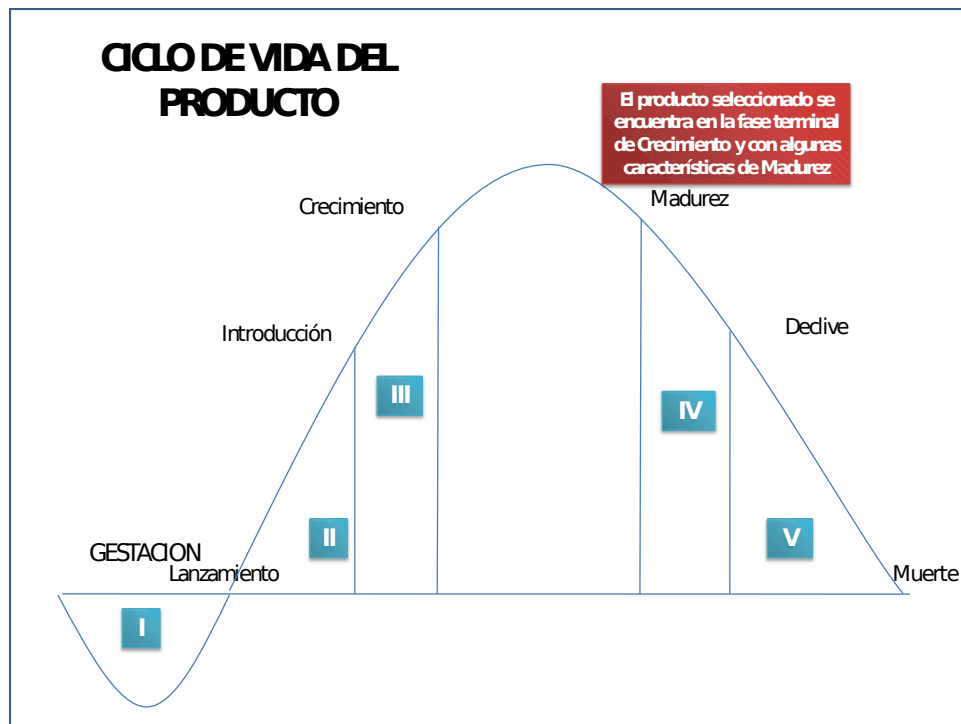 CICLO DE VIDA DEL
PRODUCTO
El producto seleccionado se
encuentra en la fase terminal
de Crecimiento y con algunas
características de Madurez
Crecimiento
Madurez
Introducción
Declive
III
IV
II
V
GESTACION
Lanzamiento
Muerte
I